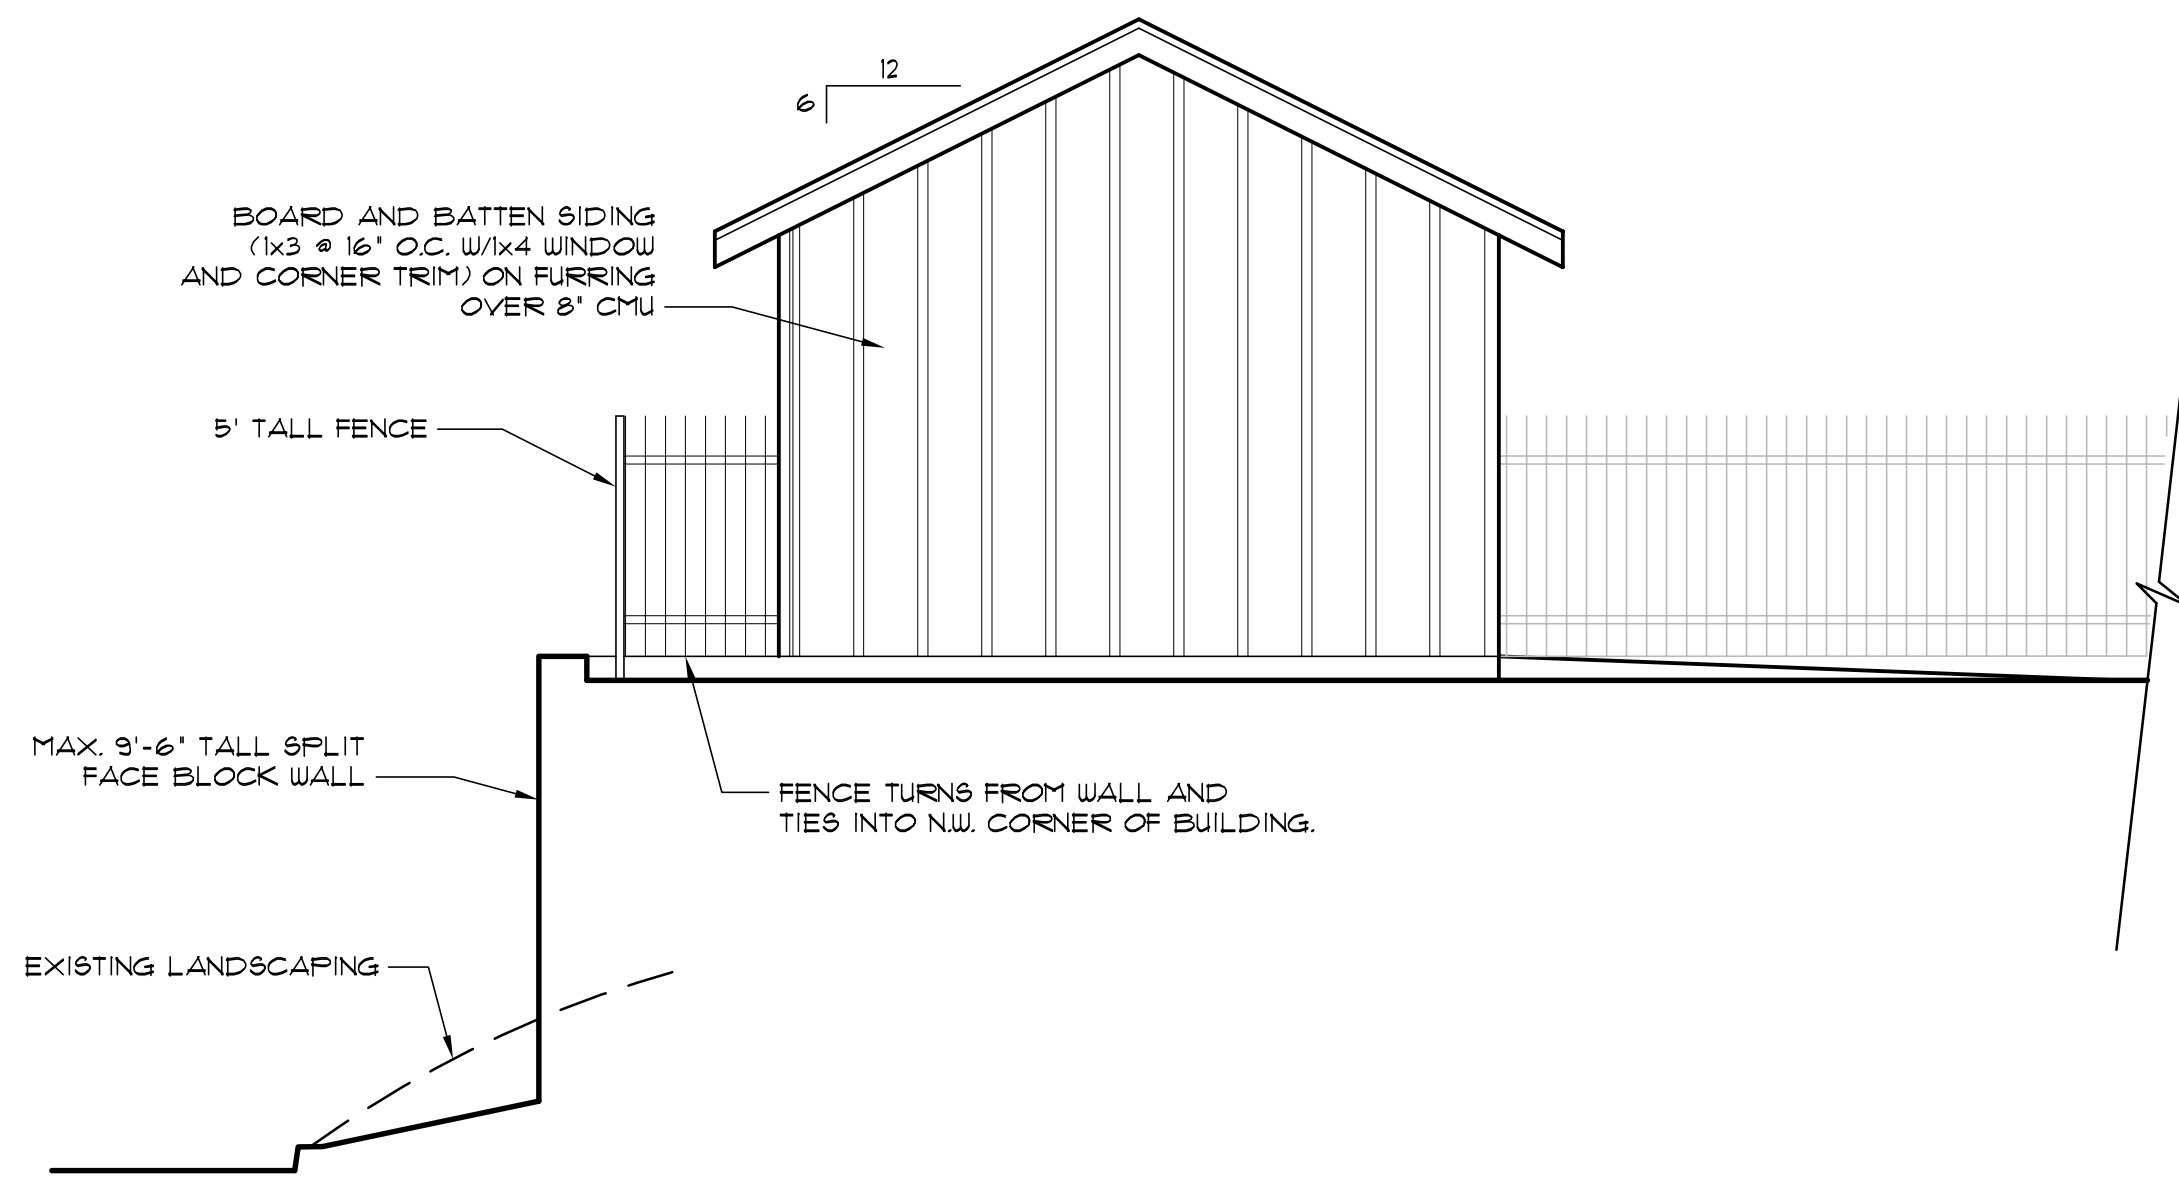 12
6
BOARD AND BATTEN SIDING
(1x3 @ 16" O.C. W/1x4 WINDOW
AND CORNER TRIM) ON FURRING
OVER 8" CMU
5' TALL FENCE
MAX. 9'-6" TALL SPLIT
FACE BLOCK WALL
FENCE TURNS FROM WALL AND
TIES INTO N.W. CORNER OF BUILDING.
EXISTING LANDSCAPING